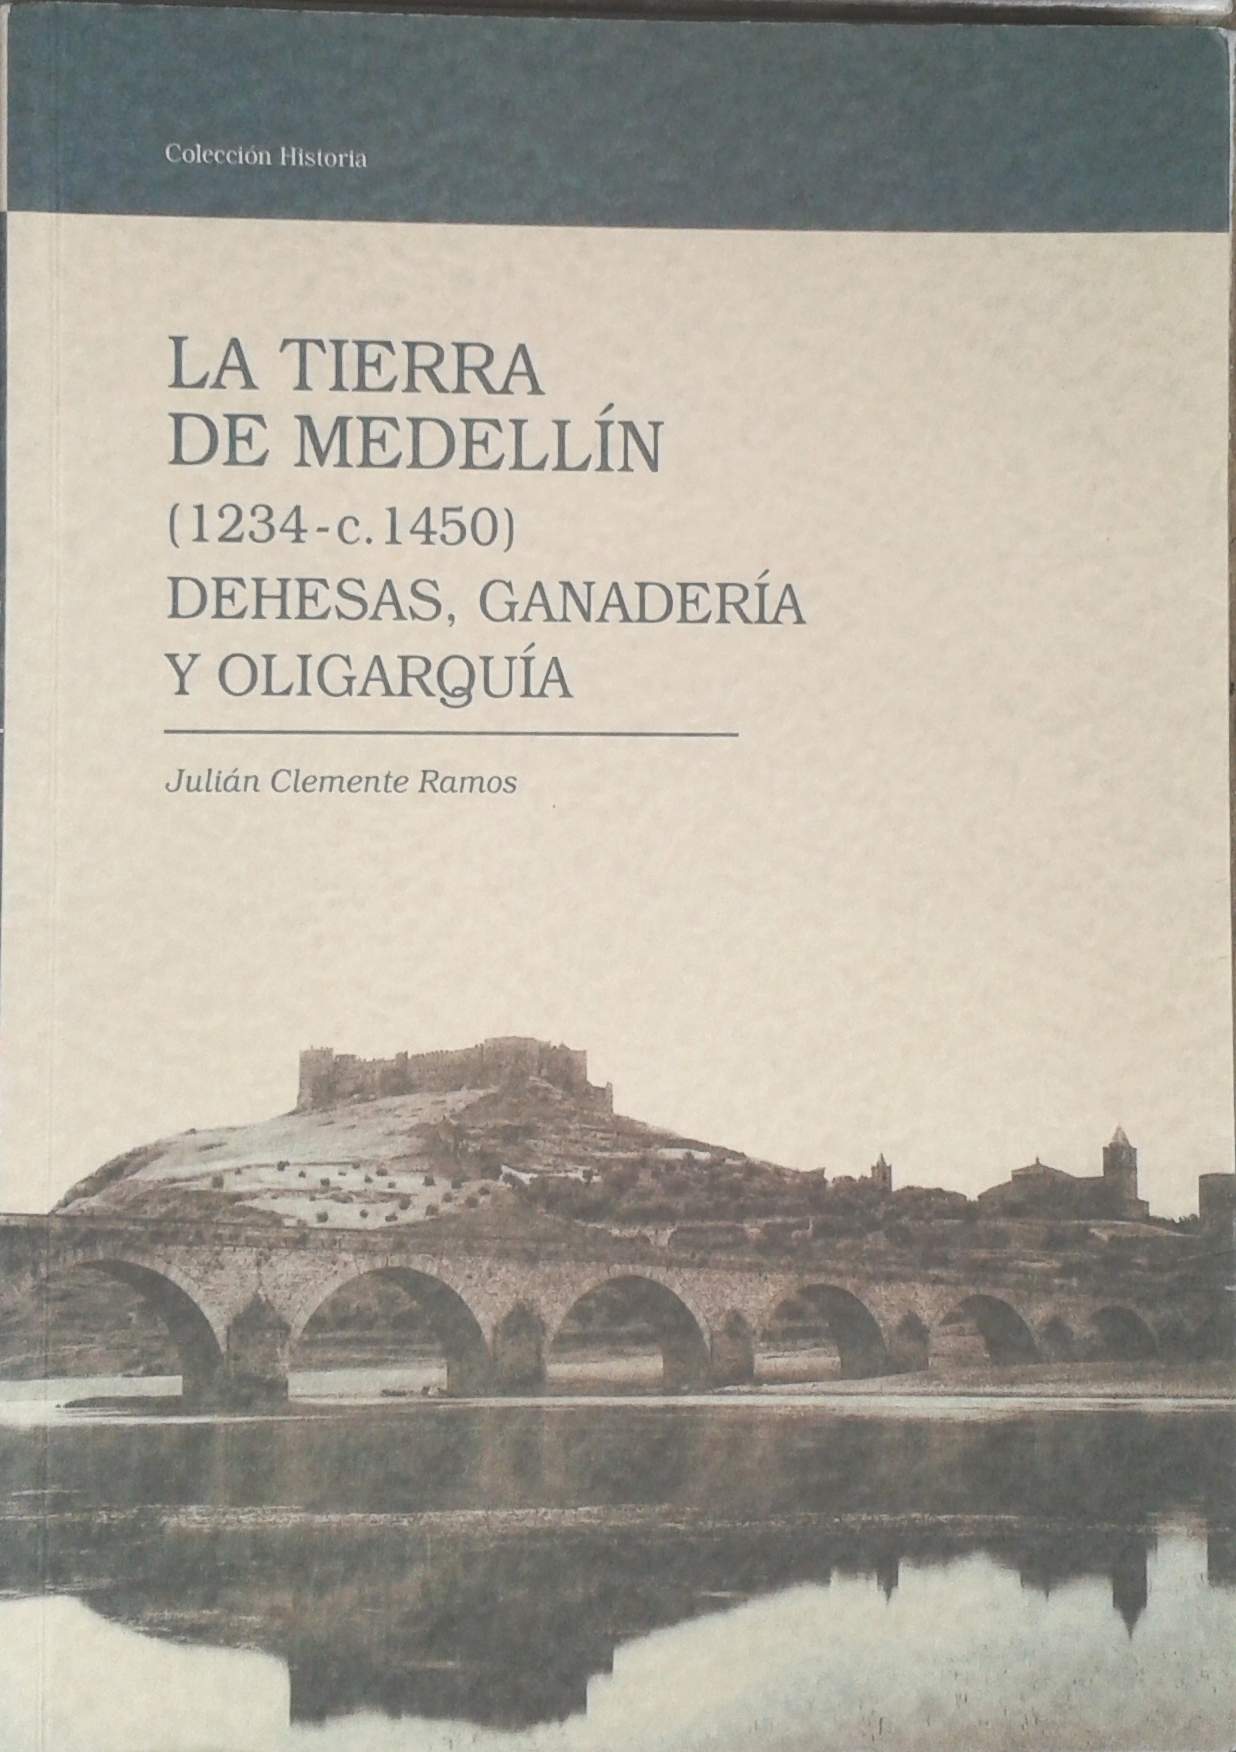 Colección Historia
LA TIERRA
DE MEDELLÍN
(1234-c.1450)
DEHESAS, GANADERÍA
Y OLIGARQUÍA
Julián Clemente Ramos